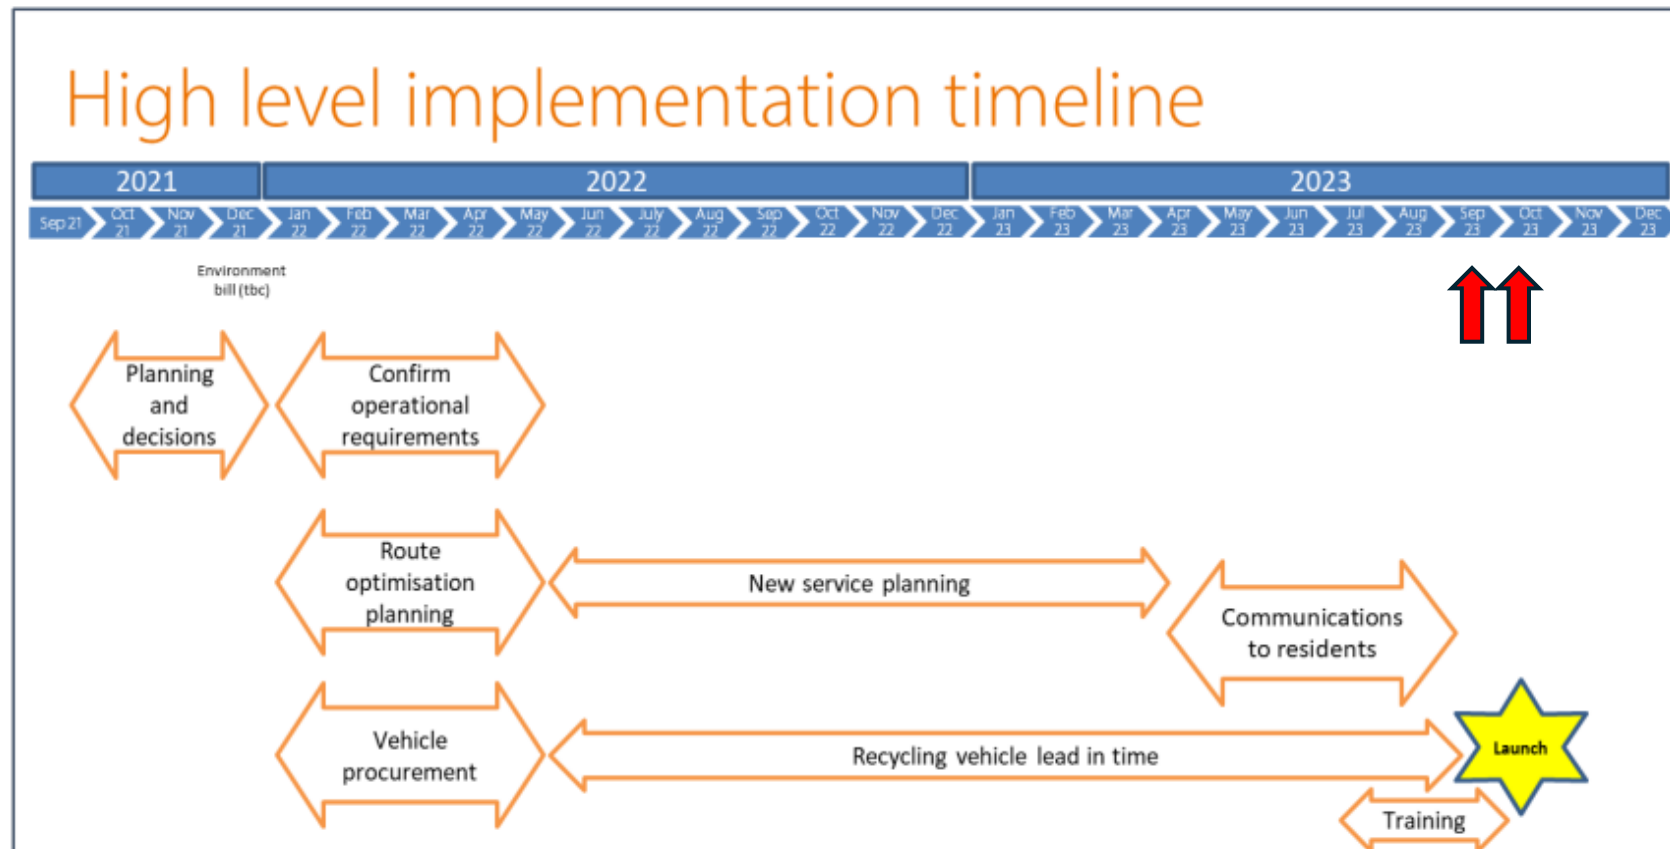 High level implementation timeline
2021 2022 2023
Sep 21 Oct 21 Nov 21 Dec 21 Jan 22 Feb 22 Mar 22 Apr 22 May 22 Jun 22 July 22 Aug 22 Sep 22 Oct 22 Nov 22 Dec 22 Jan 23 Feb 23 Mar 23 Apr 23 May 23 Jun 23 Jul 23 Aug 23 Sep 23 Oct 23 Nov 23 Dec 23
Environment
bill (tbc)
Planning
and
decisions
Confirm
operational
requirements
Route
optimisation
planning
New service planning
Communications
to residents
Vehicle
procurement
Recycling vehicle lead in time
Launch
Training